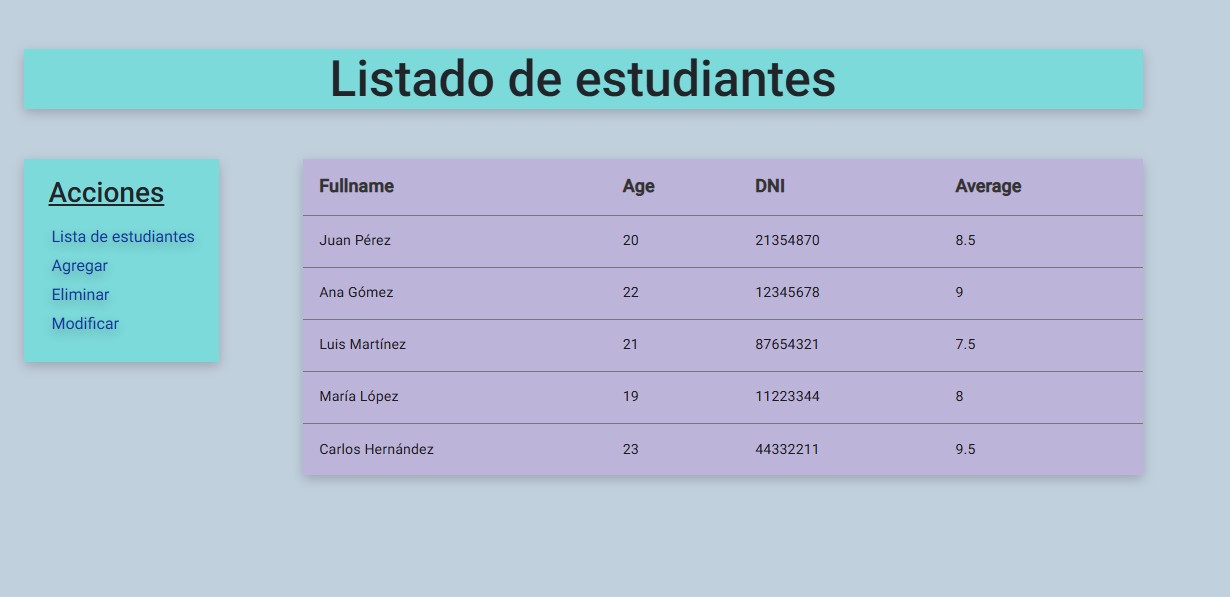 Listado de estudiantes
Acciones
Lista de estudiantes
Agregar
Eliminar
Modificar
Fullname Age DNI Average
Juan Pérez 20 21354870 8.5
Ana Gómez 22 12345678 9
Luis Martínez 21 87654321 7.5
María López 19 11223344 8
Carlos Hernández 23 44332211 9.5